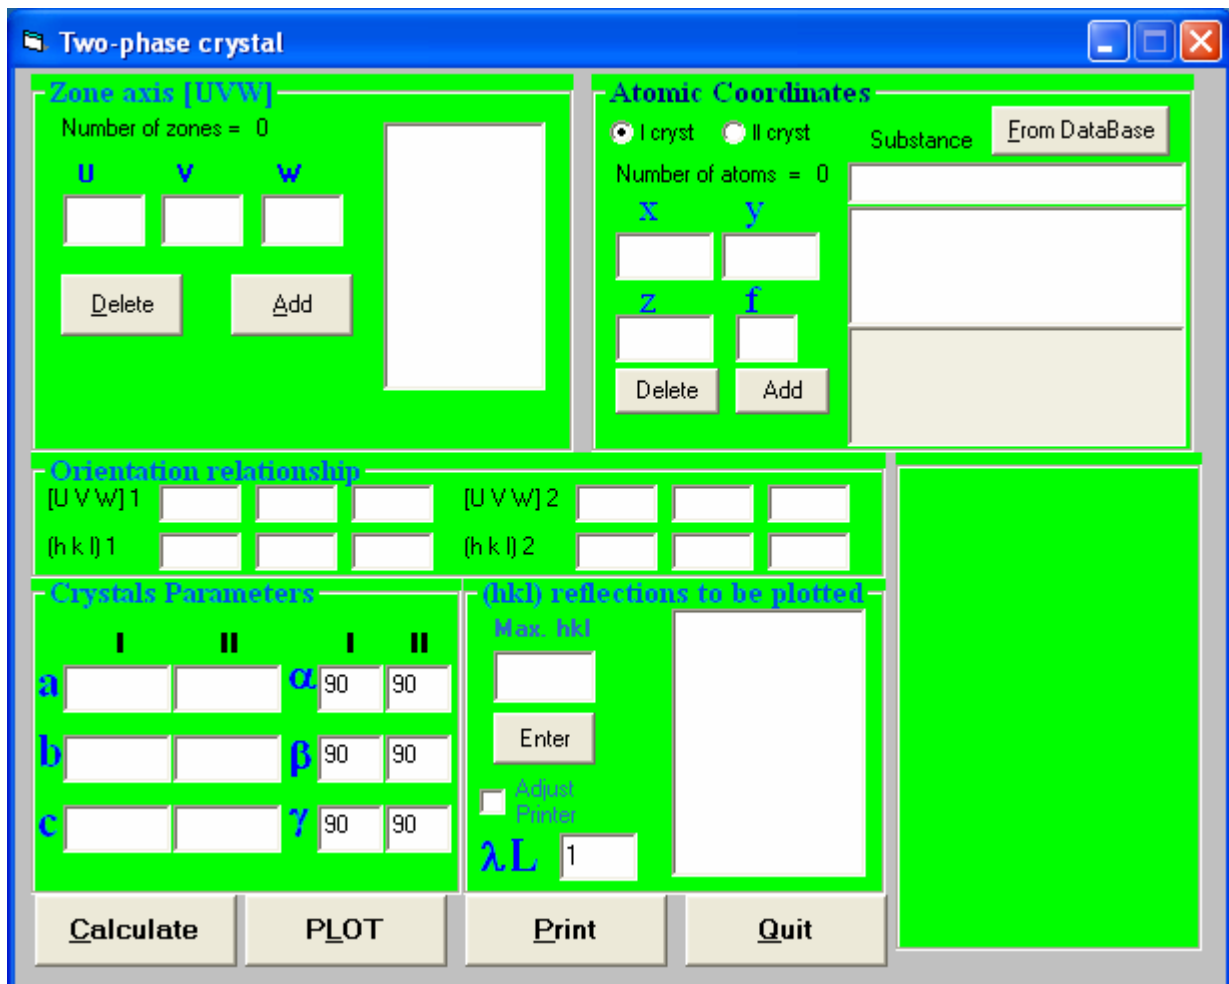 Two-phase crystal
Zone axis [UVW]
Number of zones = 0
U V W
Delete Add
Atomic Coordinates
I cryst II cryst
Substance From DataBase
Number of atoms = 0
x y
z f
Delete Add
Orientation relationship
[U V W] 1 [U V W] 2
(h k l) 1 (h k l) 2
Crystals Parameters
I II I II
a α 90 90
b β 90 90
c γ 90 90
(hkl) reflections to be plotted
Max. hkl
Enter
Adjust
Printer
λL 1
Calculate PLOT Print Quit